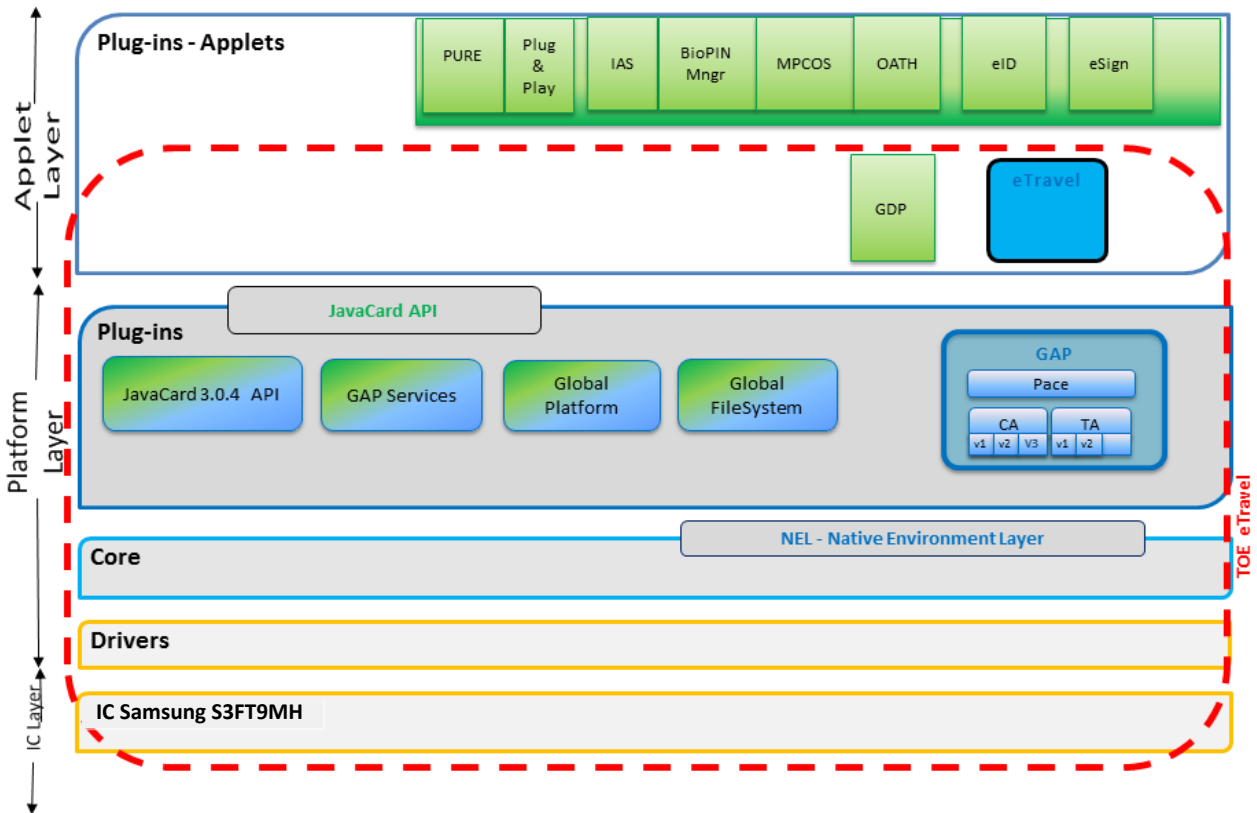 Applet
Layer
Plug-ins - Applets
PURE
Plug
&
Play
IAS
BioPIN
Mngr
MPCOS
OATH
eID
eSign
GDP
eTravel
Platform
Layer
JavaCard API
Plug-ins
JavaCard 3.0.4 API
GAP Services
Global
Platform
Global
FileSystem
GAP
Pace
CA
v1
v2
V3
TA
v1
v2
TOE eTravel
NEL - Native Environment Layer
Core
Drivers
IC Layer
IC Samsung S3FT9MH